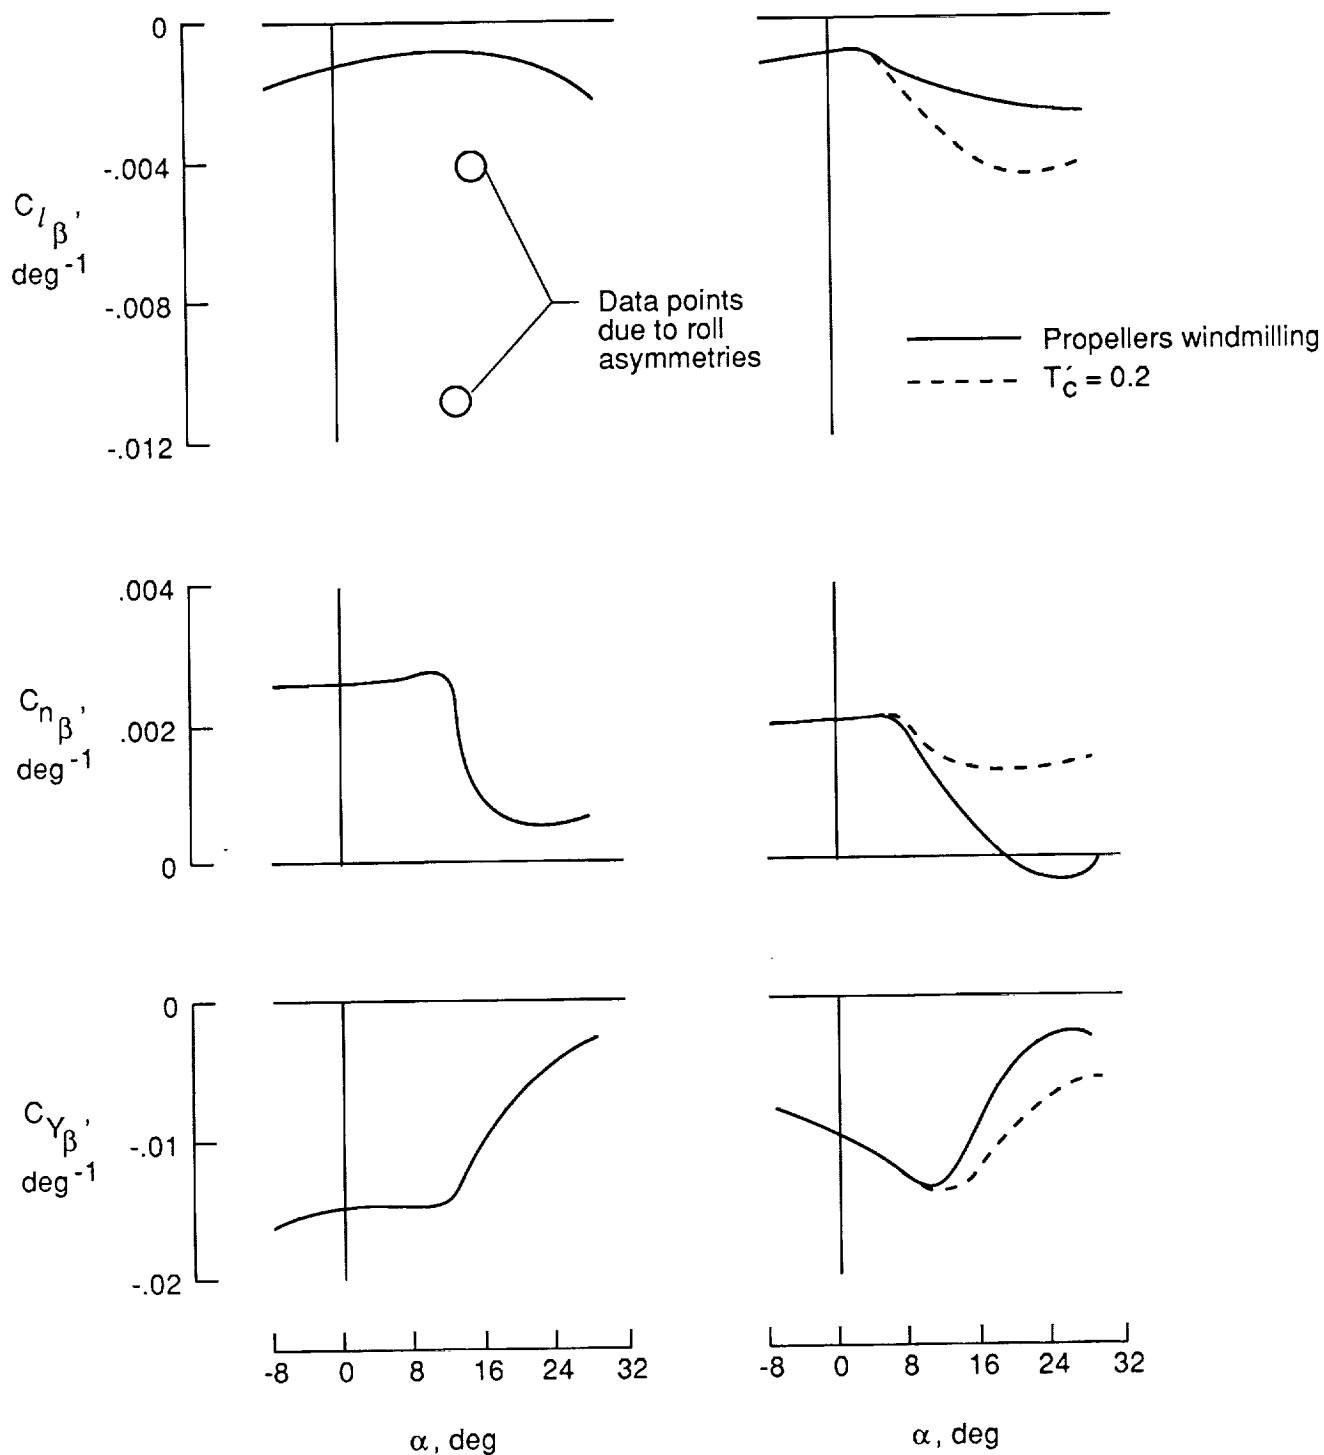 0
-.004
-.008
-.012
C_{l_β},
deg^{-1}
Data points
due to roll
asymmetries
Propellers windmilling
T′_c = 0.2
.004
.002
0
C_{n_β},
deg^{-1}
0
-.01
-.02
C_{Y_β},
deg^{-1}
-8 0 8 16 24 32
α, deg
-8 0 8 16 24 32
α, deg